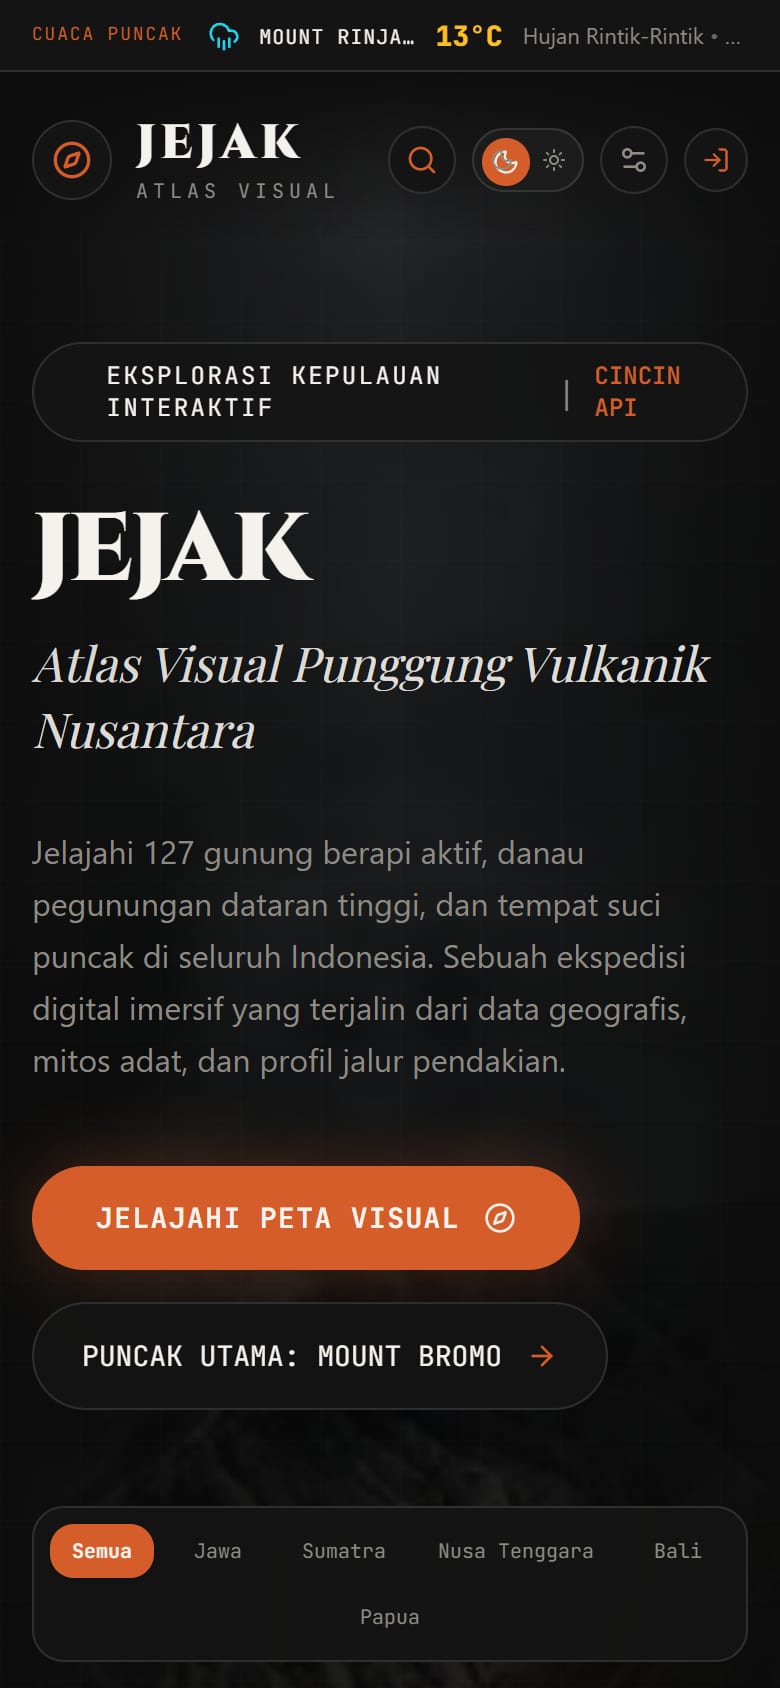 CUACA PUNCAK MOUNT RINJA… 13°C Hujan Rintik-Rintik • …
JEJAK
ATLAS VISUAL
EKSPLORASI KEPULAUAN INTERAKTIF | CINCIN API
JEJAK
Atlas Visual Punggung Vulkanik
Nusantara
Jelajahi 127 gunung berapi aktif, danau
pegunungan dataran tinggi, dan tempat suci
puncak di seluruh Indonesia. Sebuah ekspedisi
digital imersif yang terjalin dari data geografis,
mitos adat, dan profil jalur pendakian.
JELAJAHI PETA VISUAL
PUNCAK UTAMA: MOUNT BROMO
Semua Jawa Sumatra Nusa Tenggara Bali
Papua